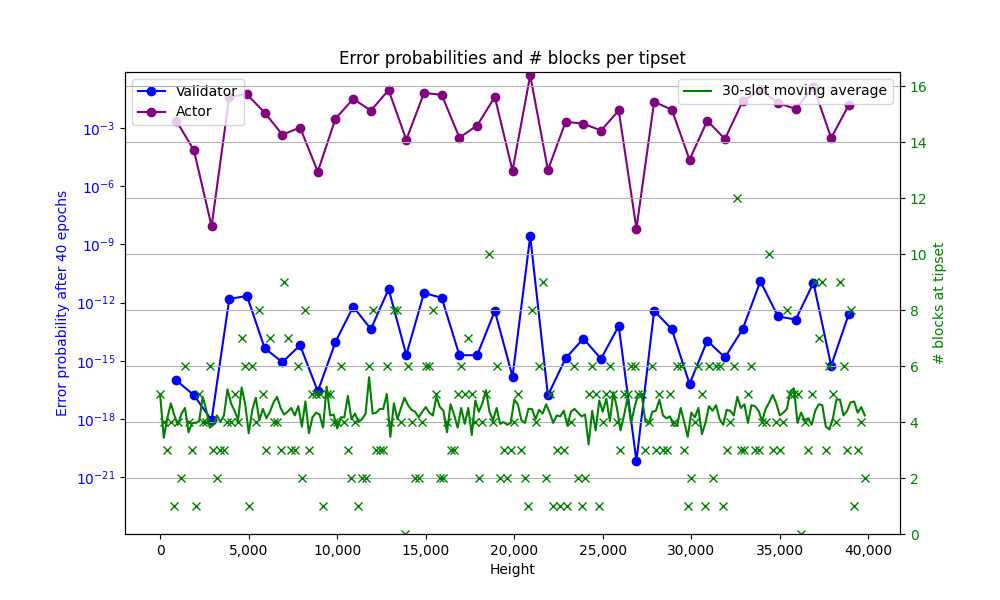 Error probabilities and # blocks per tipset
Validator
Actor
30-slot moving average
Error probability after 40 epochs
10⁻³
10⁻⁶
10⁻⁹
10⁻¹²
10⁻¹⁵
10⁻¹⁸
10⁻²¹
16
14
12
10
8
6
4
2
0
# blocks at tipset
0 5,000 10,000 15,000 20,000 25,000 30,000 35,000 40,000
Height